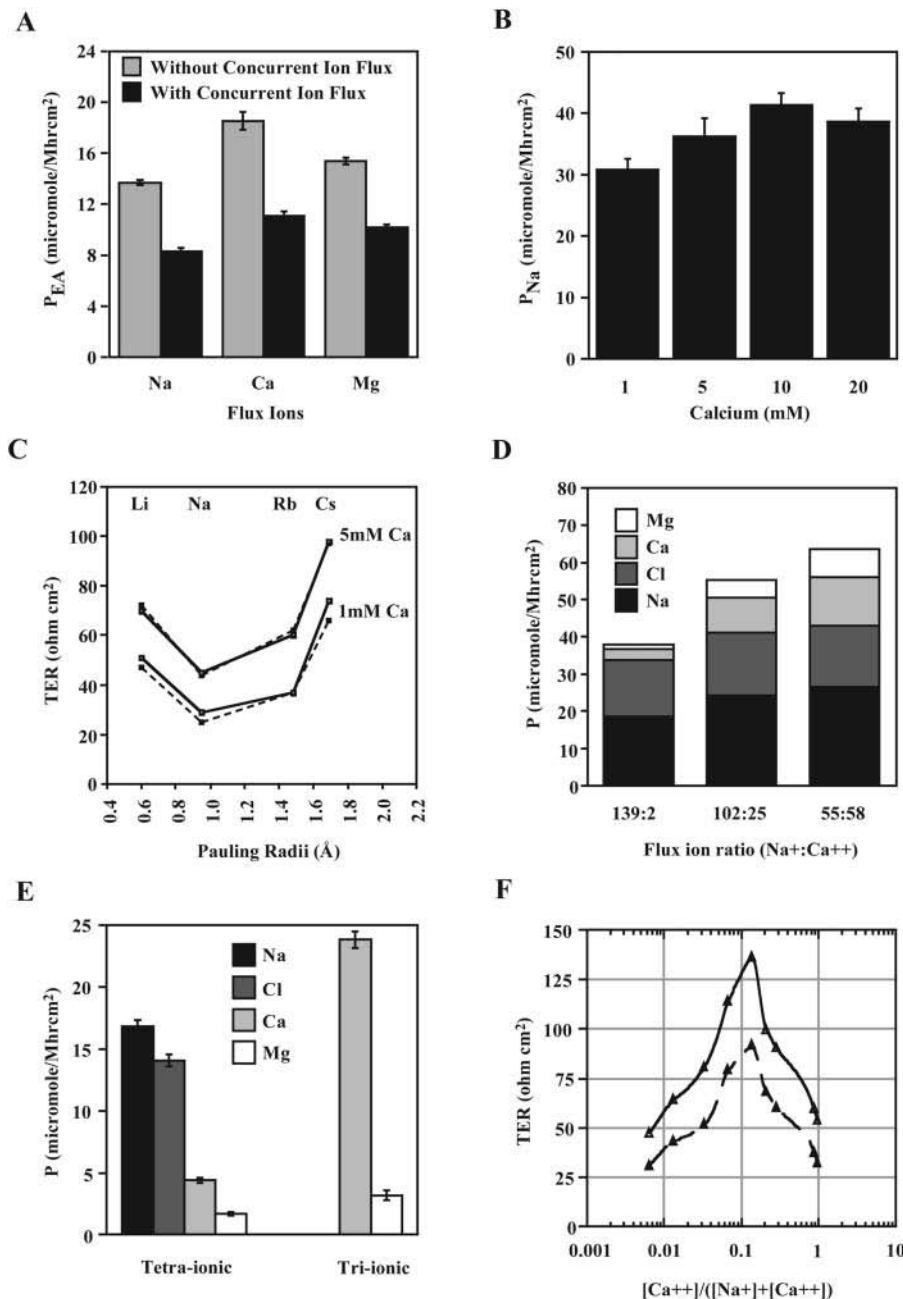 A
24
20
16
12
8
4
0
P_EA (micromole/Mhrcm²)
Without Concurrent Ion Flux
With Concurrent Ion Flux
Na Ca Mg
Flux Ions
B
50
40
30
40
10
0
P_Na (micromole/Mhrcm²)
1 5 10 20
Calcium (mM)
C
120
100
80
60
40
20
0
TER (ohm cm²)
Li Na Rb Cs
5mM Ca
1mM Ca
0.4 0.6 0.8 1.0 1.2 1.4 1.6 1.8 2.0 2.2
Pauling Radii (Å)
D
80
70
60
50
40
30
20
10
0
P (micromole/Mhrcm²)
Mg
Ca
Cl
Na
139:2 102:25 55:58
Flux ion ratio (Na+:Ca++)
E
25
20
15
10
5
0
P (micromole/Mhrcm²)
Na
Cl
Ca
Mg
Tetra-ionic Tri-ionic
F
150
125
100
75
50
25
0
TER (ohm cm²)
0.001 0.01 0.1 1 10
[Ca++]/([Na+]+[Ca++])